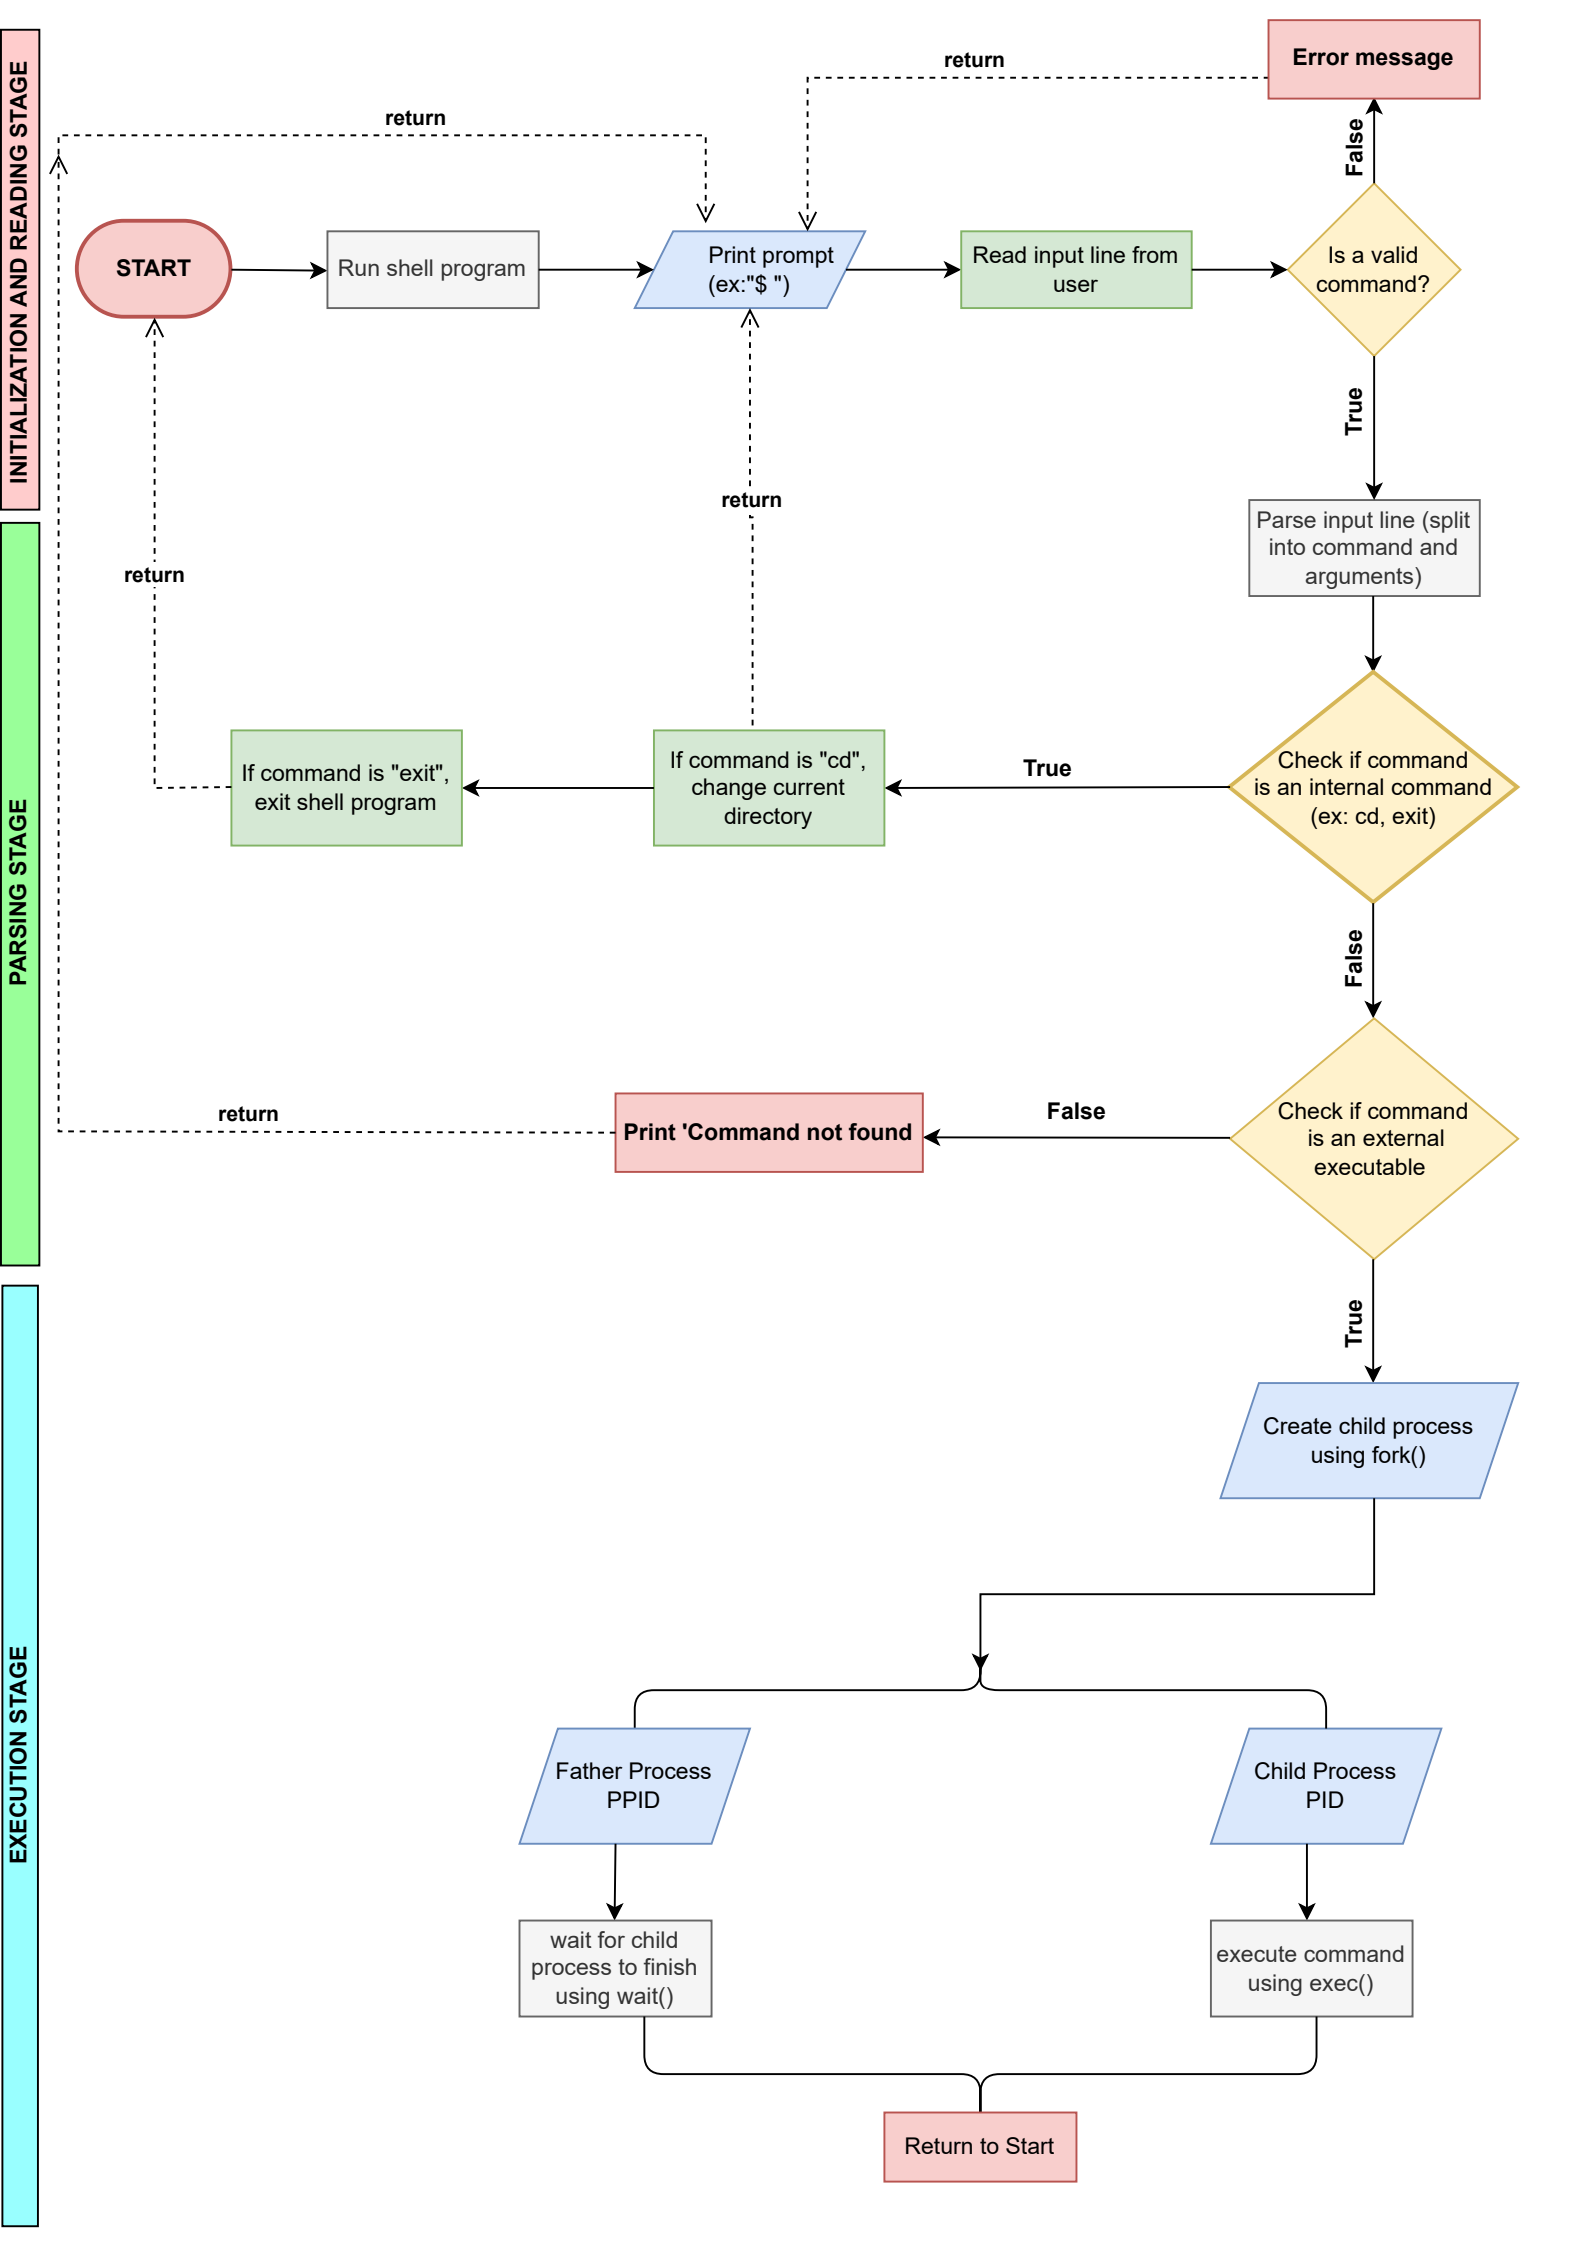 INITIALIZATION AND READING STAGE
Error message
return
False
return
START
Run shell program
Print prompt
(ex:"$ ")
Read input line from
user
Is a valid
command?
True
return
return
Parse input line (split
into command and
arguments)
PARSING STAGE
If command is "exit",
exit shell program
If command is "cd",
change current
directory
True
Check if command
is an internal command
(ex: cd, exit)
False
return
Print 'Command not found
False
Check if command
is an external
executable
True
EXECUTION STAGE
Create child process
using fork()
Father Process
PPID
Child Process
PID
wait for child
process to finish
using wait()
execute command
using exec()
Return to Start